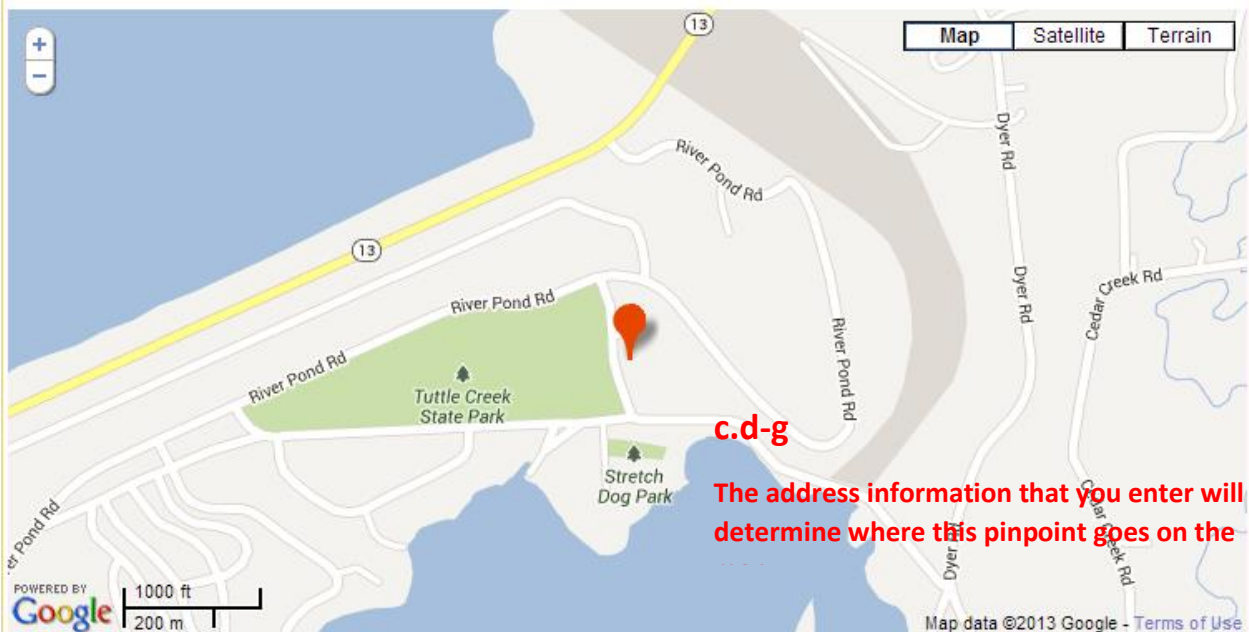 13
Map Satellite Terrain
+
−
Dyer Rd
River Pond Rd
13
Dyer Rd
Cedar Creek Rd
River Pond Rd
River Pond Rd
River Pond Rd
Tuttle Creek
State Park
c.d-g
Stretch
Dog Park
The address information that you enter will
determine where this pinpoint goes on the
Cedar Creek Rd
er Pond Rd
Dyer Rd
POWERED BY
Google
1000 ft
200 m
Map data ©2013 Google - Terms of Use